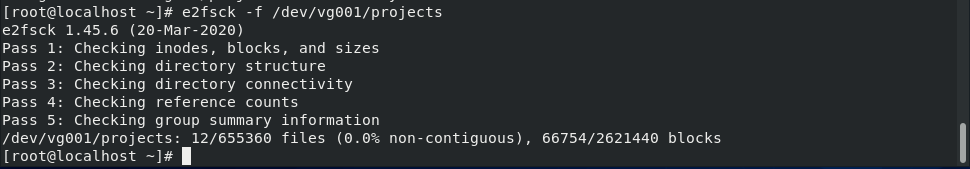 [root@localhost ~]# e2fsck -f /dev/vg001/projects
e2fsck 1.45.6 (20-Mar-2020)
Pass 1: Checking inodes, blocks, and sizes
Pass 2: Checking directory structure
Pass 3: Checking directory connectivity
Pass 4: Checking reference counts
Pass 5: Checking group summary information
/dev/vg001/projects: 12/655360 files (0.0% non-contiguous), 66754/2621440 blocks
[root@localhost ~]#